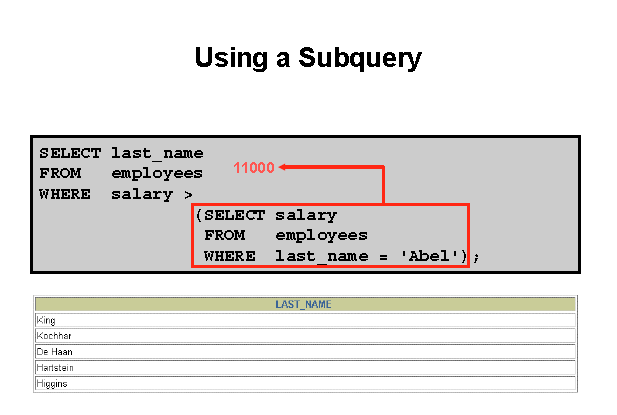 Using a Subquery
SELECT last_name
FROM employees 11000
WHERE salary >
(SELECT salary
FROM employees
WHERE last_name = 'Abel');
LAST_NAME
King
Kochhar
De Haan
Hartstein
Higgins